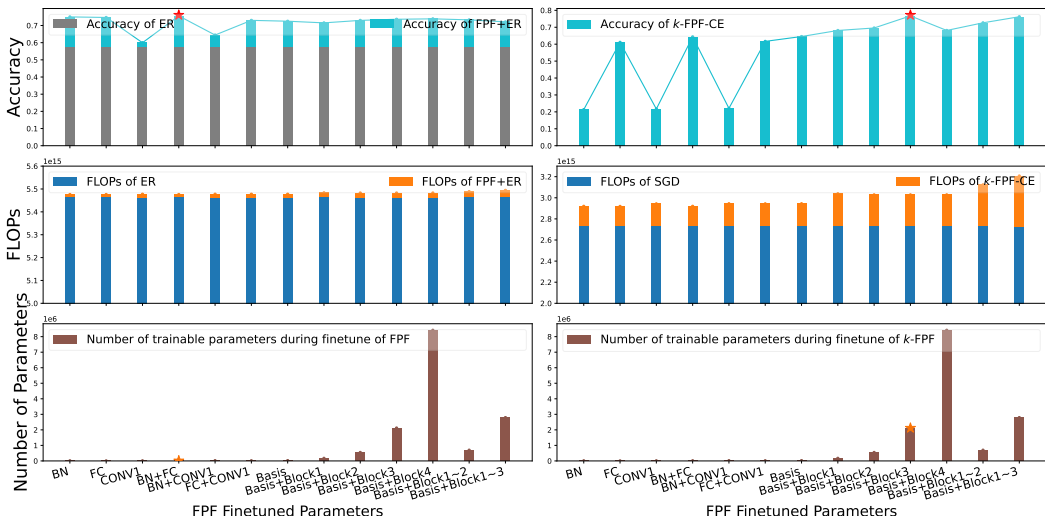 Accuracy of ER
Accuracy of FPF+ER
Accuracy of k-FPF-CE
Accuracy
0.7
0.6
0.5
0.4
0.3
0.2
0.1
0.0
0.8
0.7
0.6
0.5
0.4
0.3
0.2
0.1
0.0
1e15
FLOPs of ER
FLOPs of FPF+ER
FLOPs
5.6
5.5
5.4
5.3
5.2
5.1
5.0
1e15
FLOPs of SGD
FLOPs of k-FPF-CE
3.2
3.0
2.8
2.6
2.4
2.2
2.0
1e6
Number of trainable parameters during finetune of FPF
Number of Parameters
8
7
6
5
4
3
2
1
0
1e6
Number of trainable parameters during finetune of k-FPF
8
7
6
5
4
3
2
1
0
BN
FC
CONV1
BN+FC
BN+CONV1
FC+CONV1
Basis
Basis+Block1
Basis+Block2
Basis+Block3
Basis+Block4
Basis+Block1~2
Basis+Block1~3
BN
FC
CONV1
BN+FC
BN+CONV1
FC+CONV1
Basis
Basis+Block1
Basis+Block2
Basis+Block3
Basis+Block4
Basis+Block1~2
Basis+Block1~3
FPF Finetuned Parameters
FPF Finetuned Parameters